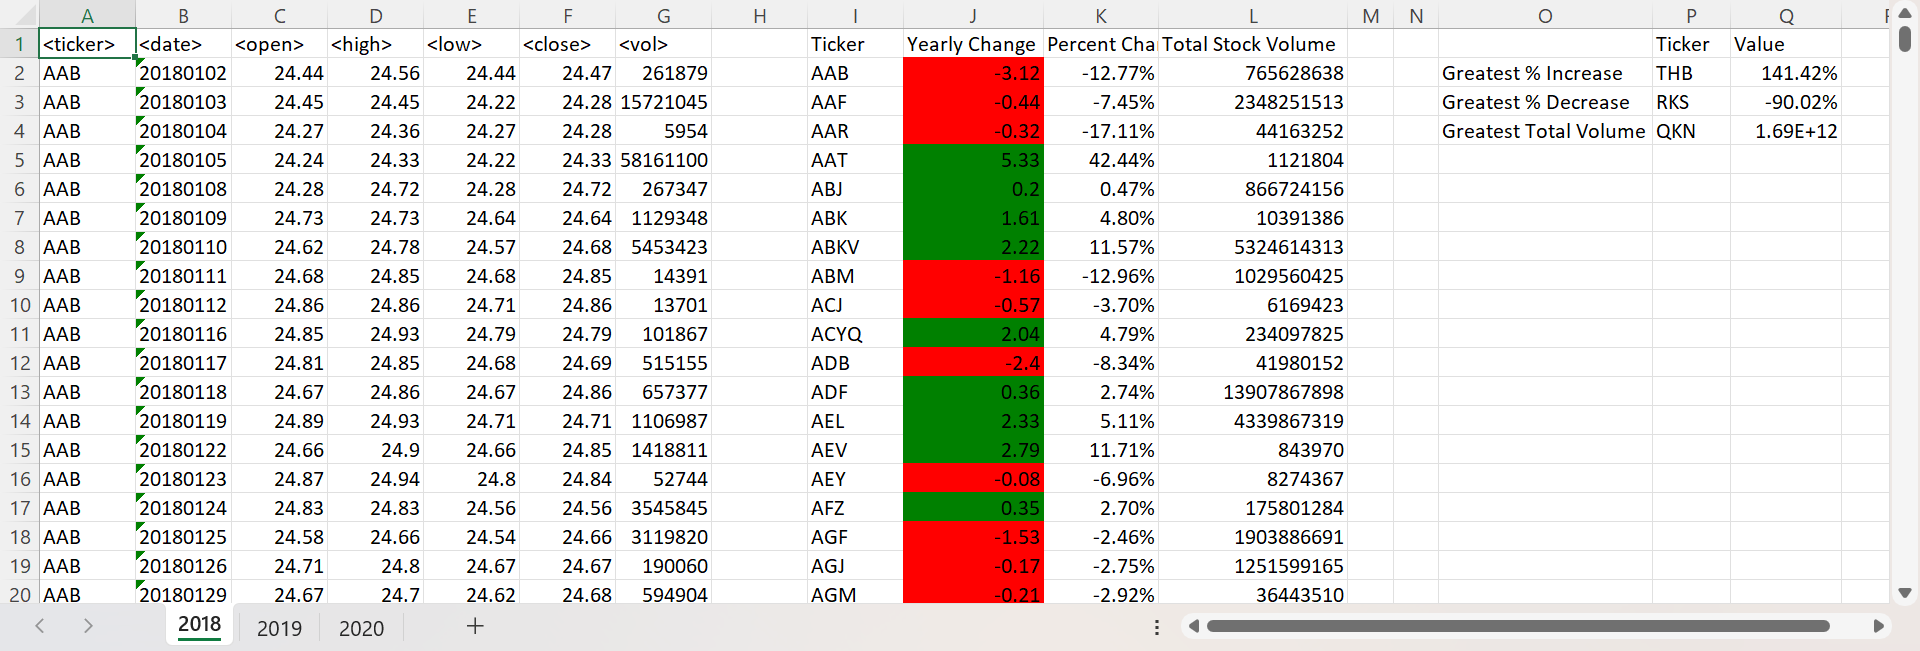 A B C D E F G H I J K L M N O P Q
1 <ticker> <date> <open> <high> <low> <close> <vol> Ticker Yearly Change Percent Cha Total Stock Volume Ticker Value
2 AAB 20180102 24.44 24.56 24.44 24.47 261879 AAB -3.12 -12.77% 765628638 Greatest % Increase THB 141.42%
3 AAB 20180103 24.45 24.45 24.22 24.28 15721045 AAF -0.44 -7.45% 2348251513 Greatest % Decrease RKS -90.02%
4 AAB 20180104 24.27 24.36 24.27 24.28 5954 AAR -0.32 -17.11% 44163252 Greatest Total Volume QKN 1.69E+12
5 AAB 20180105 24.24 24.33 24.22 24.33 58161100 AAT 5.33 42.44% 1121804
6 AAB 20180108 24.28 24.72 24.28 24.72 267347 ABJ 0.2 0.47% 866724156
7 AAB 20180109 24.73 24.73 24.64 24.64 1129348 ABK 1.61 4.80% 10391386
8 AAB 20180110 24.62 24.78 24.57 24.68 5453423 ABKV 2.22 11.57% 5324614313
9 AAB 20180111 24.68 24.85 24.68 24.85 14391 ABM -1.16 -12.96% 1029560425
10 AAB 20180112 24.86 24.86 24.71 24.86 13701 ACJ -0.57 -3.70% 6169423
11 AAB 20180116 24.85 24.93 24.79 24.79 101867 ACYQ 2.04 4.79% 234097825
12 AAB 20180117 24.81 24.85 24.68 24.69 515155 ADB -2.4 -8.34% 41980152
13 AAB 20180118 24.67 24.86 24.67 24.86 657377 ADF 0.36 2.74% 13907867898
14 AAB 20180119 24.89 24.93 24.71 24.71 1106987 AEL 2.33 5.11% 4339867319
15 AAB 20180122 24.66 24.9 24.66 24.85 1418811 AEV 2.79 11.71% 843970
16 AAB 20180123 24.87 24.94 24.8 24.84 52744 AEY -0.08 -6.96% 8274367
17 AAB 20180124 24.83 24.83 24.56 24.56 3545845 AFZ 0.35 2.70% 175801284
18 AAB 20180125 24.58 24.66 24.54 24.66 3119820 AGF -1.53 -2.46% 1903886691
19 AAB 20180126 24.71 24.8 24.67 24.67 190060 AGJ -0.17 -2.75% 1251599165
20 AAB 20180129 24.67 24.7 24.62 24.68 594904 AGM -0.21 -2.92% 36443510
2018 2019 2020